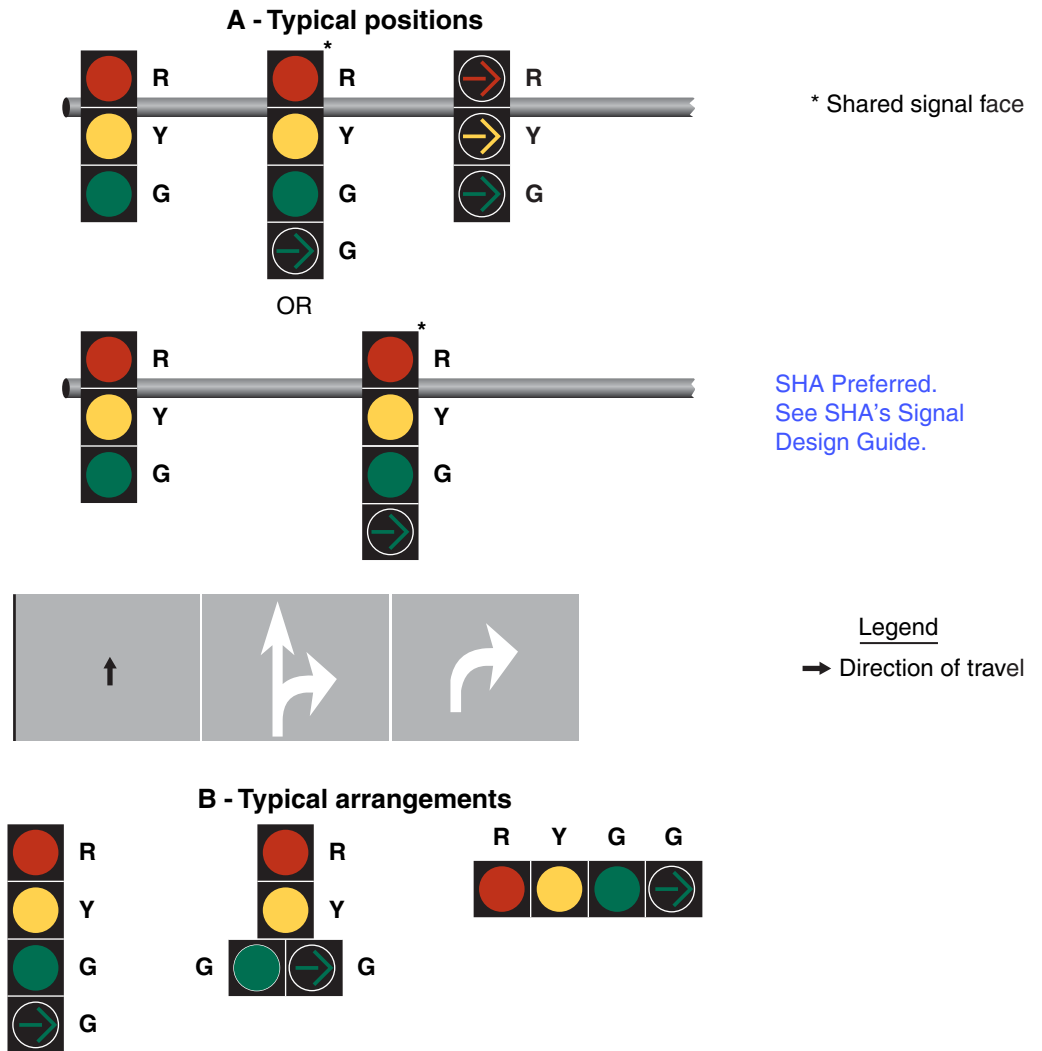 A - Typical positions
*
R R R
* Shared signal face
Y Y Y
G G G
G
OR
*
R R
Y Y
SHA Preferred.
See SHA's Signal
Design Guide.
G G
Legend
Direction of travel
B - Typical arrangements
R Y G G
R R
Y Y
G G G
G